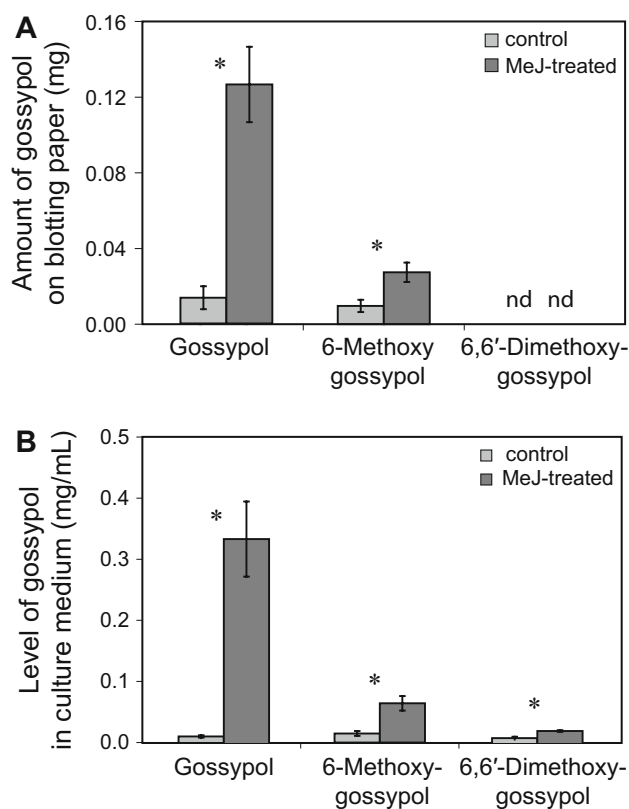 A
Amount of gossypol
on blotting paper (mg)
0.16
0.12
0.08
0.04
0.00
control
MeJ-treated
*
*
nd nd
Gossypol
6-Methoxy
gossypol
6,6′-Dimethoxy-
gossypol
B
Level of gossypol
in culture medium (mg/mL)
0.5
0.4
0.3
0.2
0.1
0.0
control
MeJ-treated
*
*
*
Gossypol
6-Methoxy-
gossypol
6,6′-Dimethoxy-
gossypol